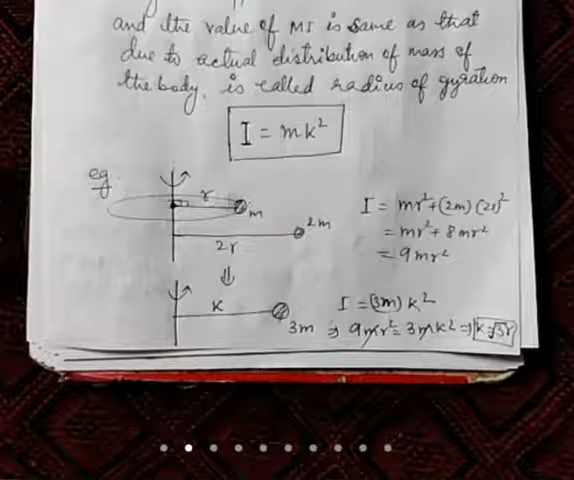 and the value of MI is same as that
due to actual distribution of mass of
the body, is called radius of gyration
I = mk²
eg.
r
m
2m
2r
I = mr² + (2m) (2r)²
= mr² + 8mr²
= 9mr²
⇓
K
3m
I = (3m) k²
⇒ 9mr² = 3mk² ⇒ k = √3r